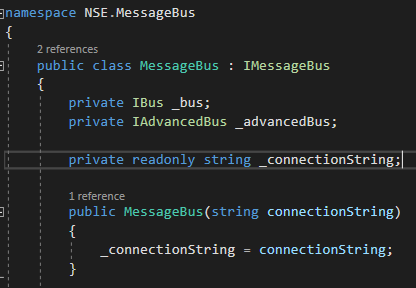 namespace NSE.MessageBus
{
2 references
public class MessageBus : IMessageBus
{
private IBus _bus;
private IAdvancedBus _advancedBus;
private readonly string _connectionString;
1 reference
public MessageBus(string connectionString)
{
_connectionString = connectionString;
}